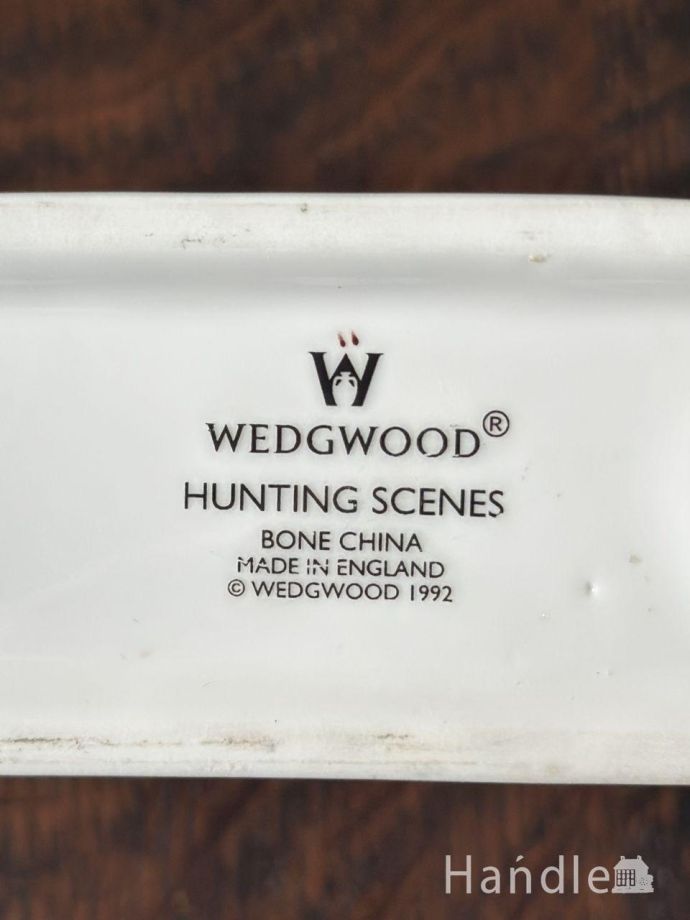 W
WEDGWOOD®
HUNTING SCENES
BONE CHINA
MADE IN ENGLAND
© WEDGWOOD 1992
Handle